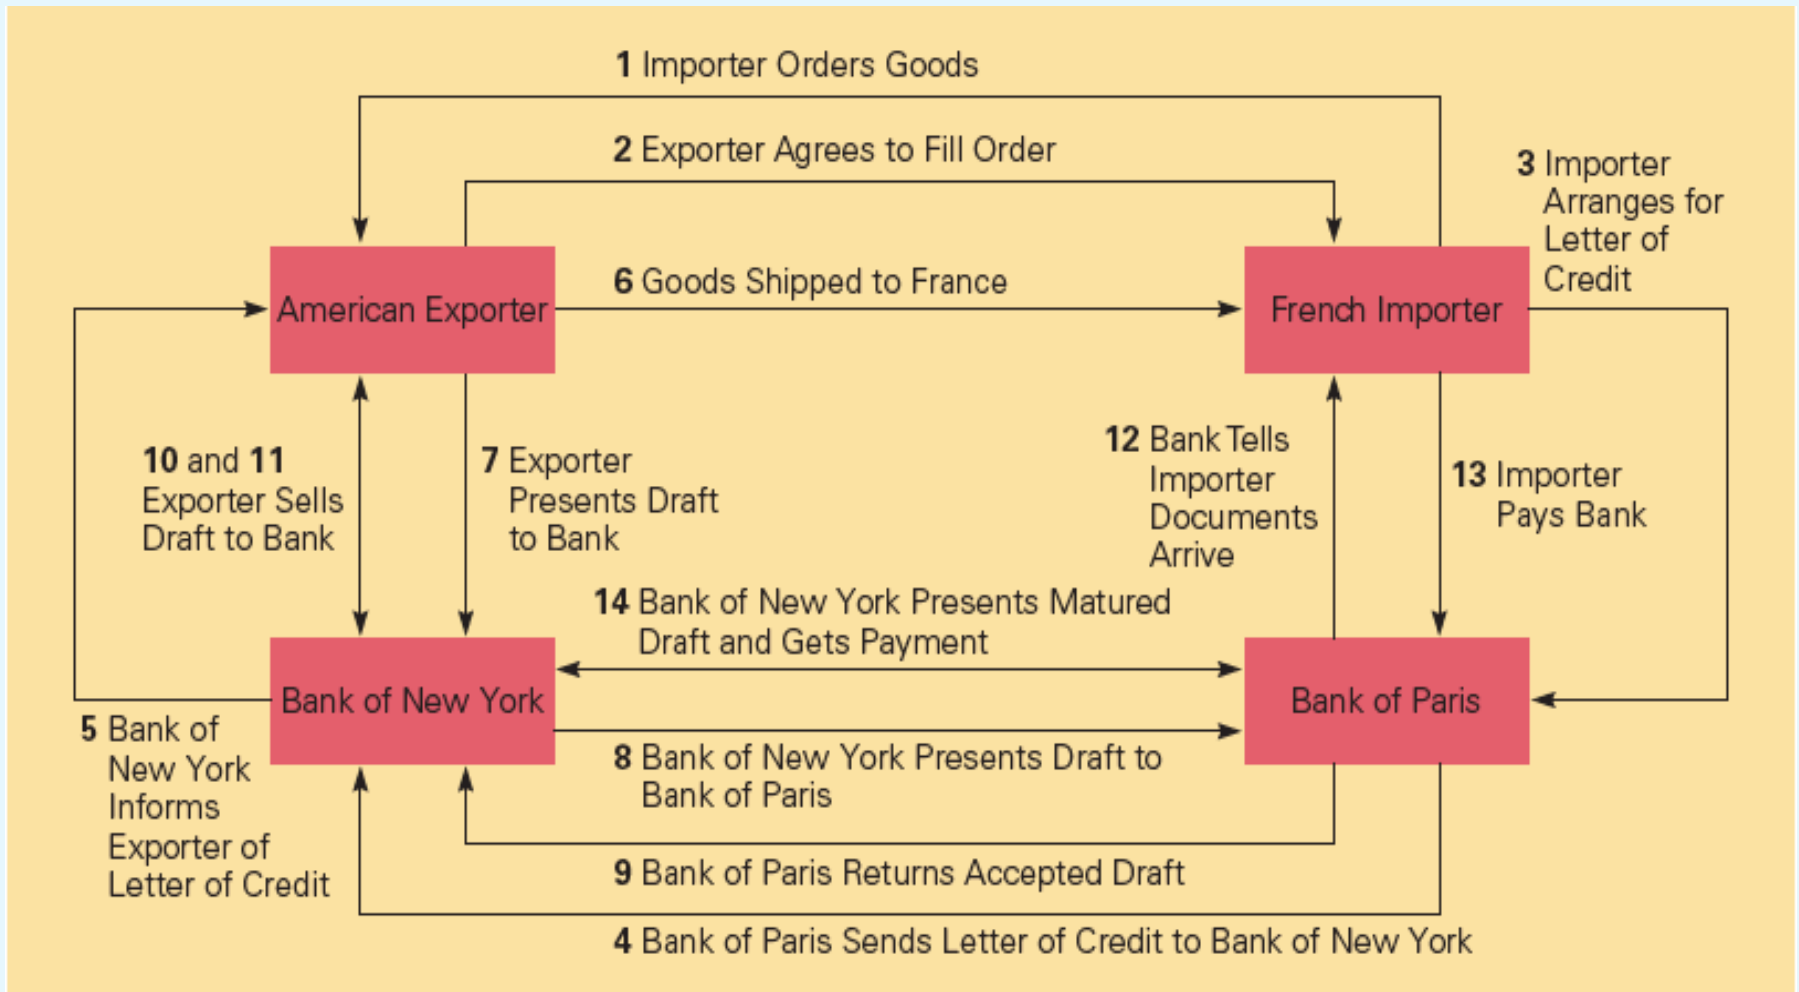 1 Importer Orders Goods
2 Exporter Agrees to Fill Order
3 Importer
Arranges for
Letter of
Credit
6 Goods Shipped to France
American Exporter
French Importer
10 and 11
Exporter Sells
Draft to Bank
7 Exporter
Presents Draft
to Bank
12 Bank Tells
Importer
Documents
Arrive
13 Importer
Pays Bank
14 Bank of New York Presents Matured
Draft and Gets Payment
Bank of New York
Bank of Paris
5 Bank of
New York
Informs
Exporter of
Letter of Credit
8 Bank of New York Presents Draft to
Bank of Paris
9 Bank of Paris Returns Accepted Draft
4 Bank of Paris Sends Letter of Credit to Bank of New York